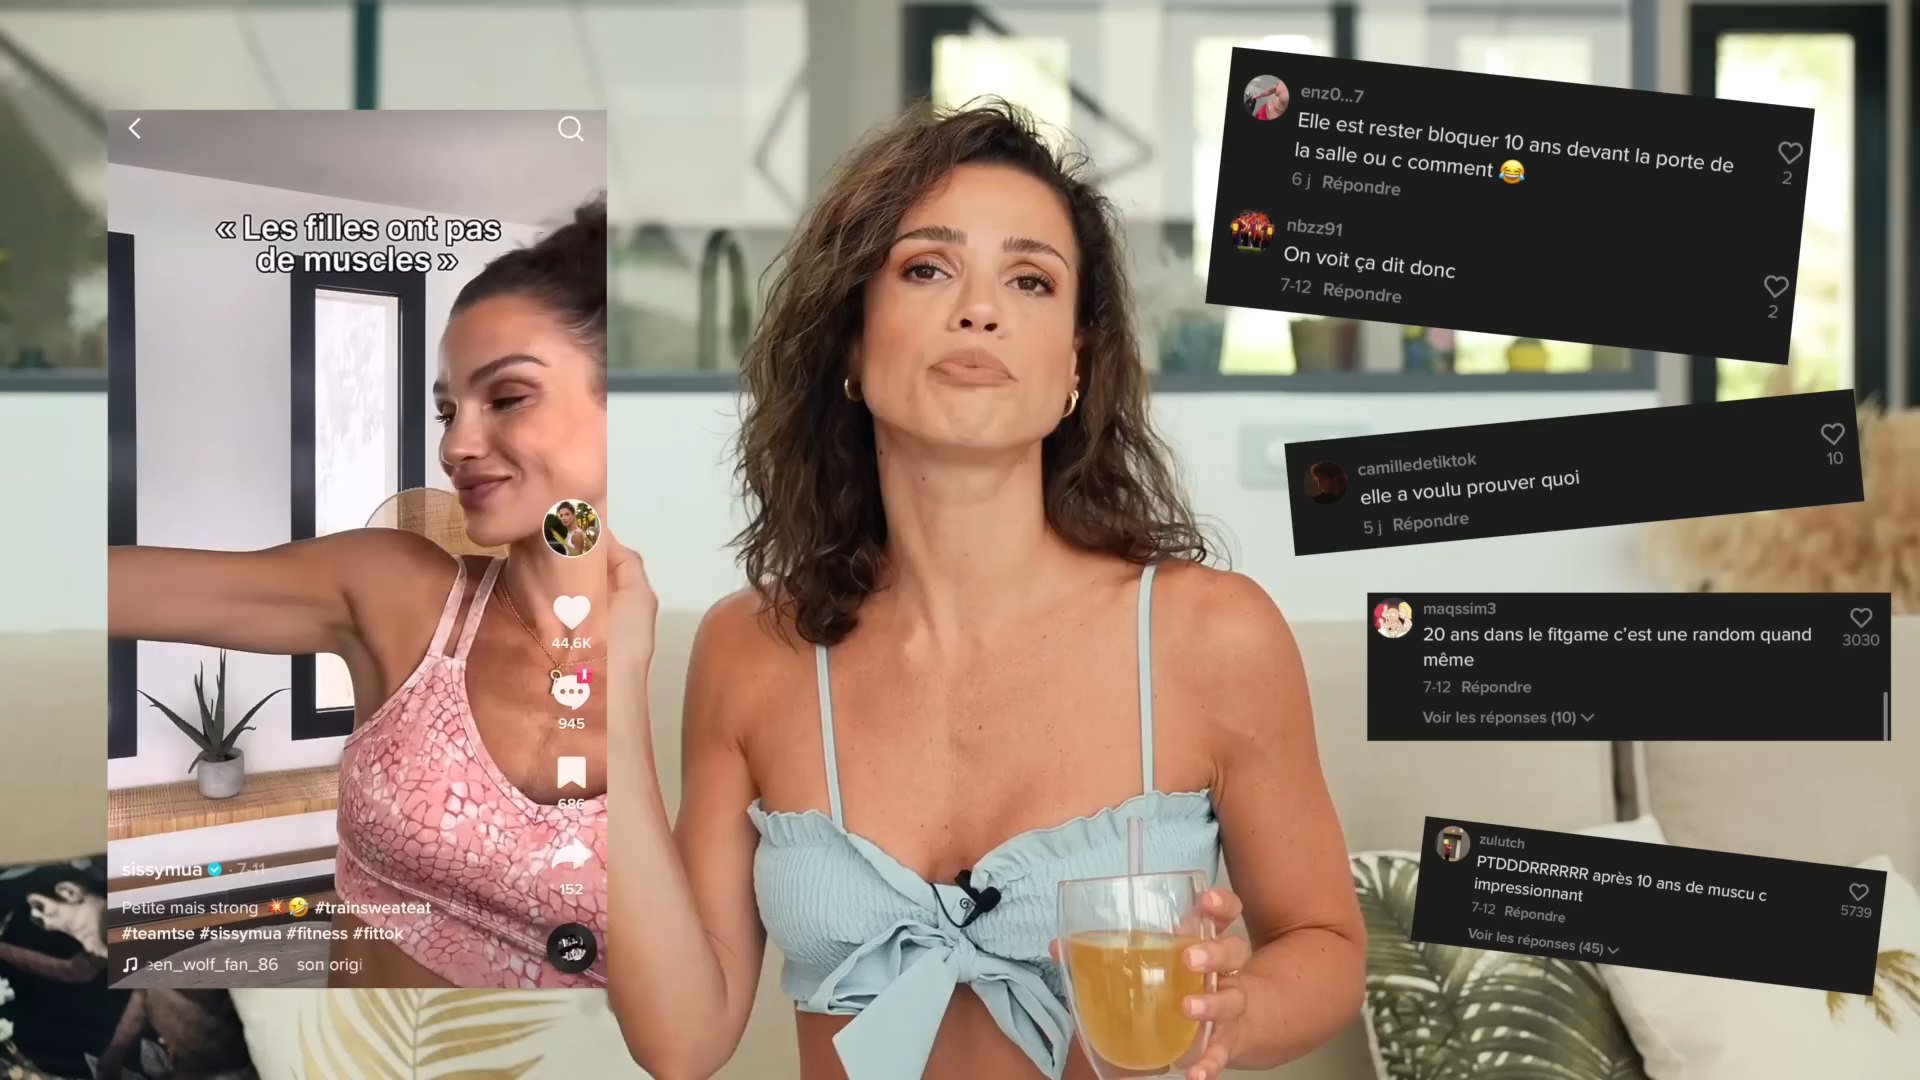 « Les filles ont pas
de muscles »
44,6K
945
686
152
sissymua · 7-11
Petite mais strong 💥🤣 #trainsweateat
#teamtse #sissymua #fitness #fittok
een_wolf_fan_86 son origi
enz0...7
Elle est rester bloquer 10 ans devant la porte de
la salle ou c comment 😂
6 j Répondre
2
nbzz91
On voit ça dit donc
7-12 Répondre
2
camilledetiktok
elle a voulu prouver quoi
5 j Répondre
10
maqssim3
20 ans dans le fitgame c'est une random quand
même
7-12 Répondre
Voir les réponses (10)
3030
zulutch
PTDDDRRRRRR après 10 ans de muscu c
impressionnant
7-12 Répondre
Voir les réponses (45)
5739